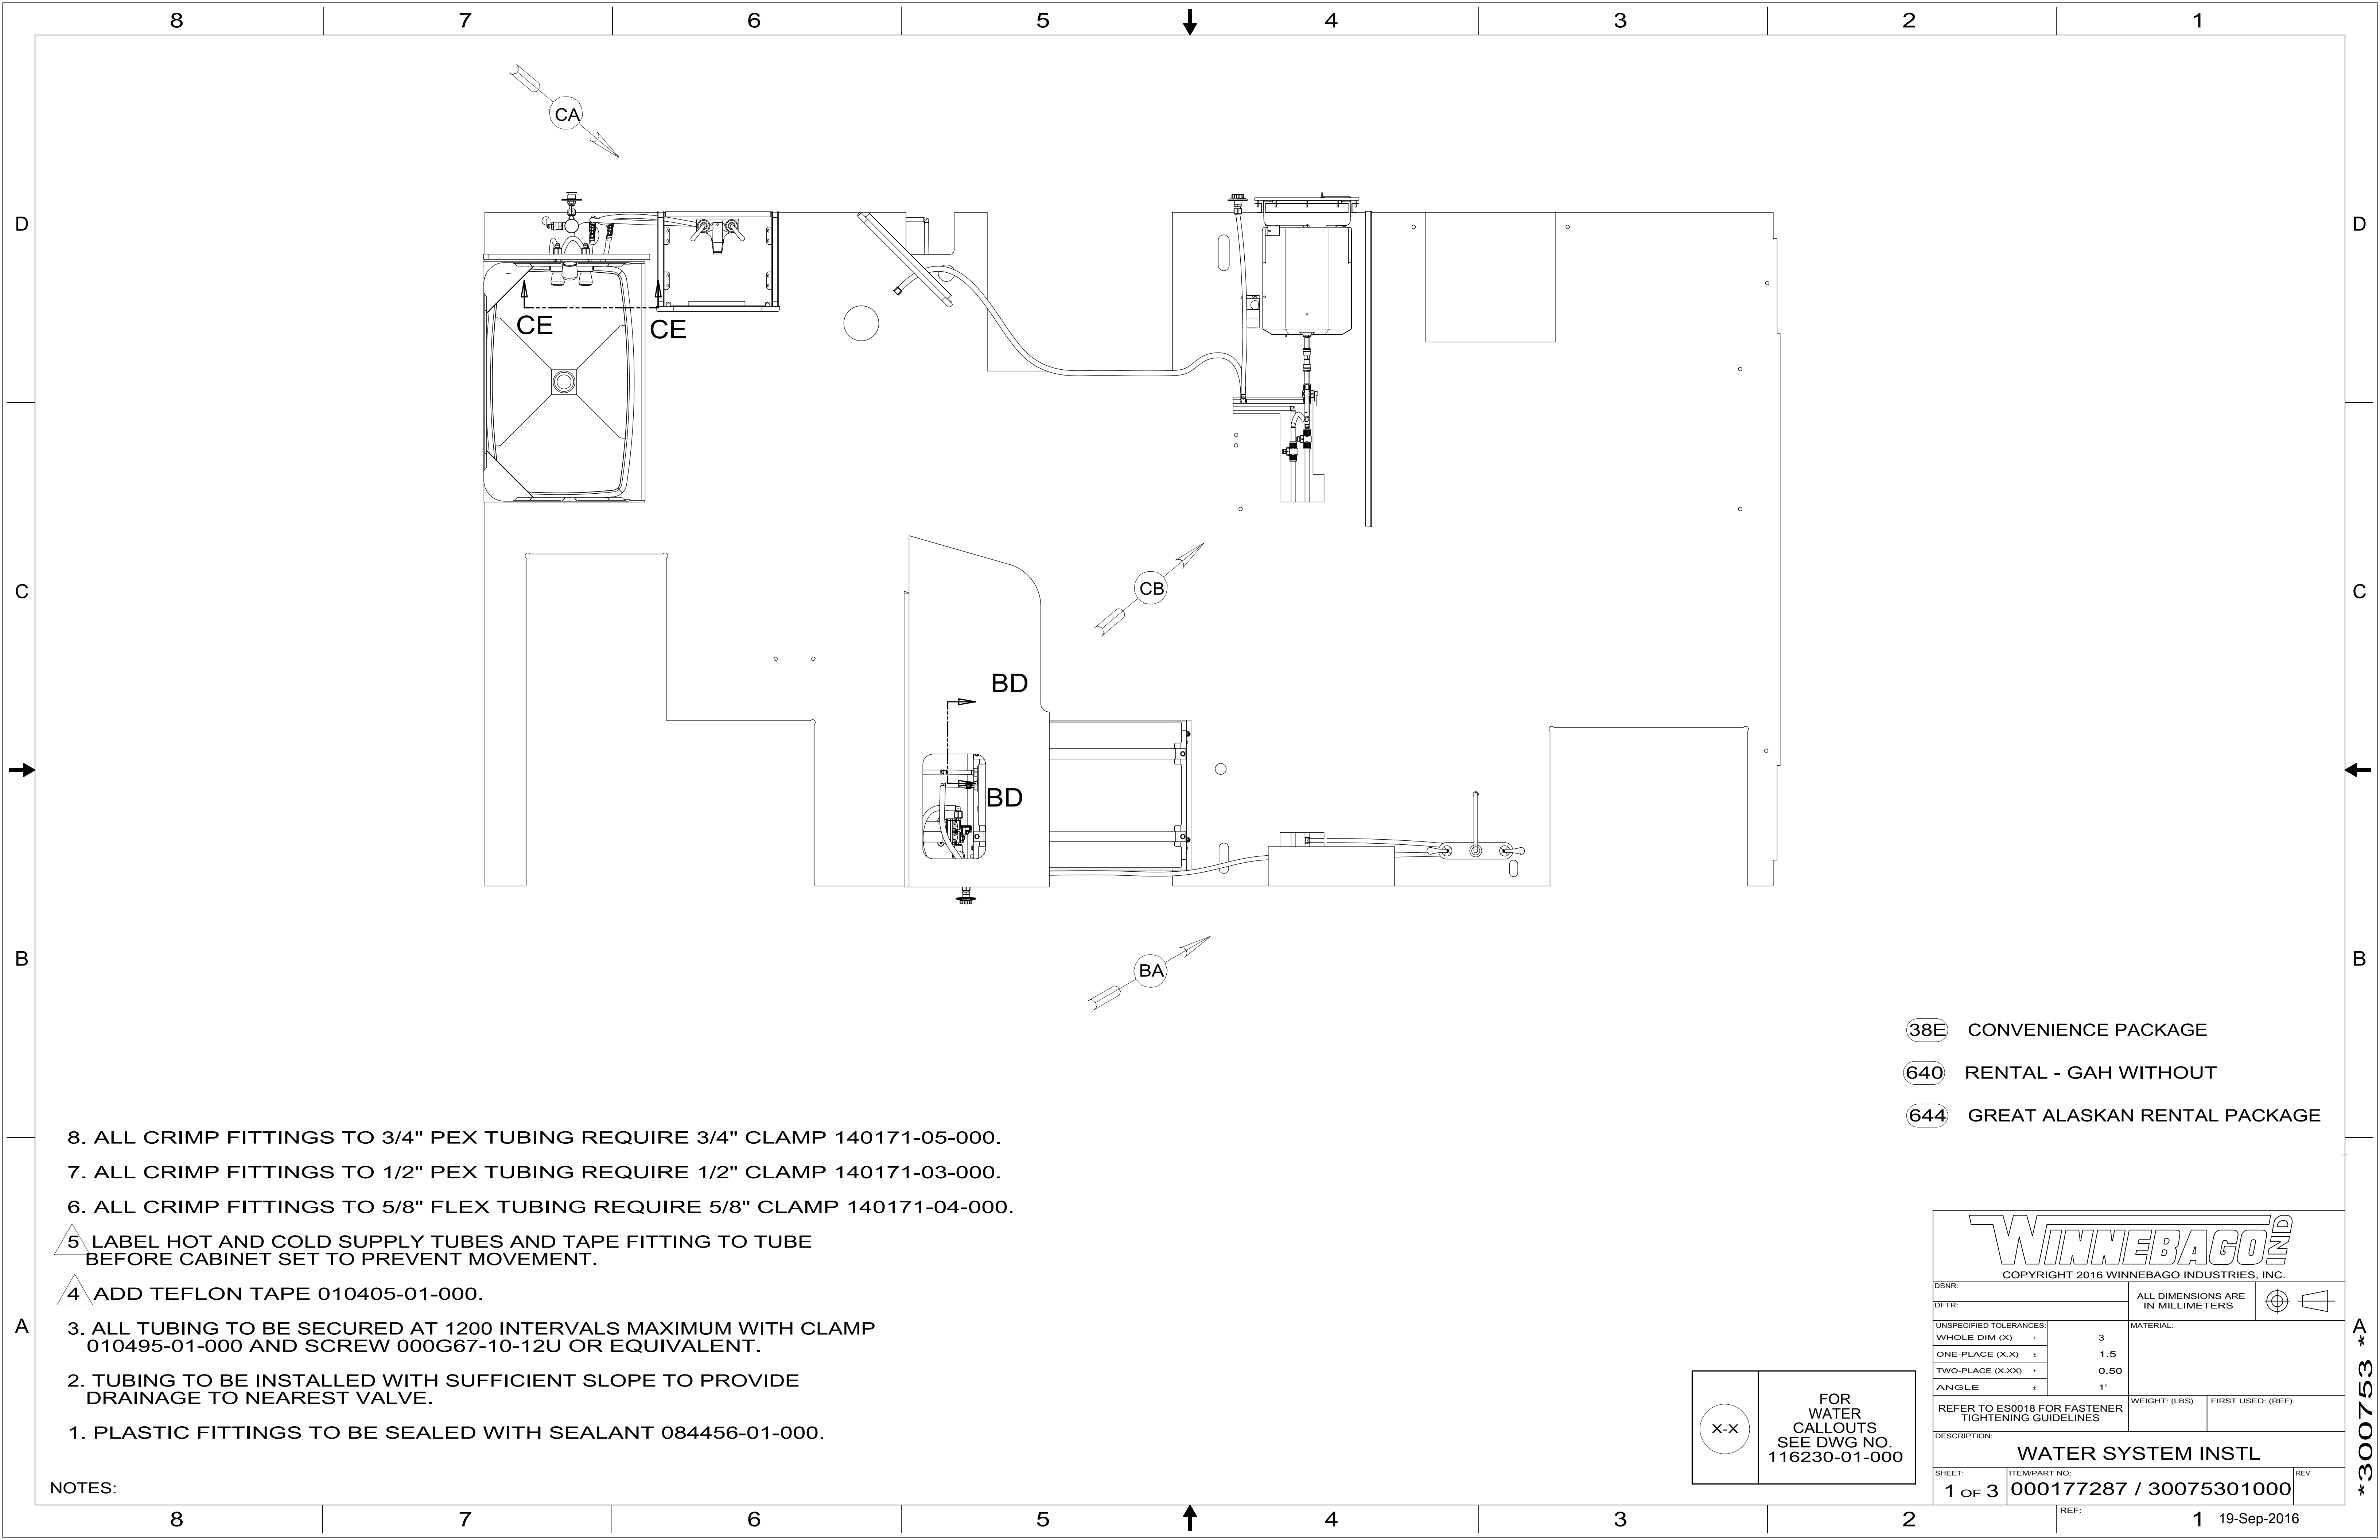 8 7 6 5 4 3 2 1
CA
D D
CE CE
C C
CB
BD
BD
B B
BA
38E CONVENIENCE PACKAGE
640 RENTAL - GAH WITHOUT
644 GREAT ALASKAN RENTAL PACKAGE
8. ALL CRIMP FITTINGS TO 3/4" PEX TUBING REQUIRE 3/4" CLAMP 140171-05-000.
7. ALL CRIMP FITTINGS TO 1/2" PEX TUBING REQUIRE 1/2" CLAMP 140171-03-000.
6. ALL CRIMP FITTINGS TO 5/8" FLEX TUBING REQUIRE 5/8" CLAMP 140171-04-000.
5 LABEL HOT AND COLD SUPPLY TUBES AND TAPE FITTING TO TUBE
BEFORE CABINET SET TO PREVENT MOVEMENT.
4 ADD TEFLON TAPE 010405-01-000.
3. ALL TUBING TO BE SECURED AT 1200 INTERVALS MAXIMUM WITH CLAMP
010495-01-000 AND SCREW 000G67-10-12U OR EQUIVALENT.
2. TUBING TO BE INSTALLED WITH SUFFICIENT SLOPE TO PROVIDE
DRAINAGE TO NEAREST VALVE.
1. PLASTIC FITTINGS TO BE SEALED WITH SEALANT 084456-01-000.
NOTES:
A A
X-X
FOR
WATER
CALLOUTS
SEE DWG NO.
116230-01-000
WINNEBAGO IND
COPYRIGHT 2016 WINNEBAGO INDUSTRIES, INC.
DSNR:
DFTR:
ALL DIMENSIONS ARE
IN MILLIMETERS
UNSPECIFIED TOLERANCES:
WHOLE DIM (X) ± 3
ONE-PLACE (X.X) ± 1.5
TWO-PLACE (X.XX) ± 0.50
ANGLE ± 1°
MATERIAL:
REFER TO ES0018 FOR FASTENER
TIGHTENING GUIDELINES
WEIGHT: (LBS)
FIRST USED: (REF)
DESCRIPTION:
WATER SYSTEM INSTL
SHEET:
1 OF 3
ITEM/PART NO:
000177287 / 30075301000
REV
*300753 *
8 7 6 5 4 3 2 1
REF:
19-Sep-2016